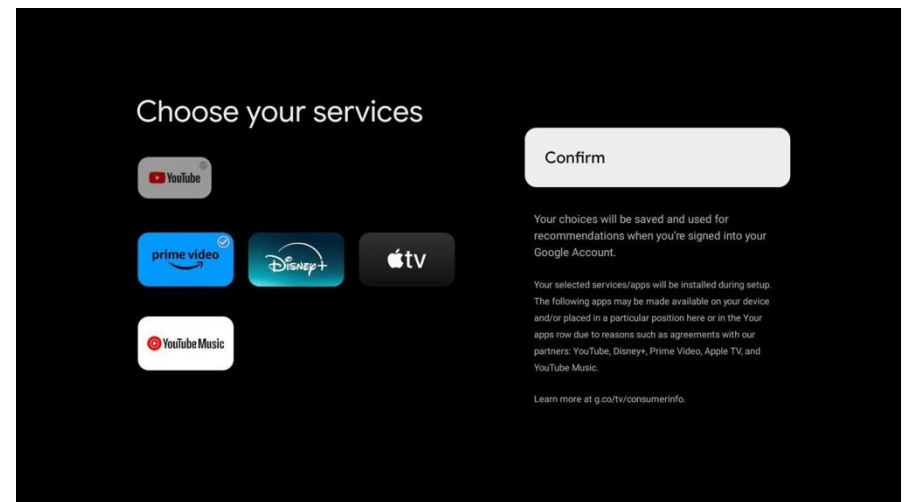 Choose your services
YouTube
prime video
Disney+
tv
YouTube Music
Confirm
Your choices will be saved and used for
recommendations when you're signed into your
Google Account.
Your selected services/apps will be installed during setup.
The following apps may be made available on your device
and/or placed in a particular position here or in the Your
apps row due to reasons such as agreements with our
partners: YouTube, Disney+, Prime Video, Apple TV, and
YouTube Music.
Learn more at g.co/tv/consumerinfo.